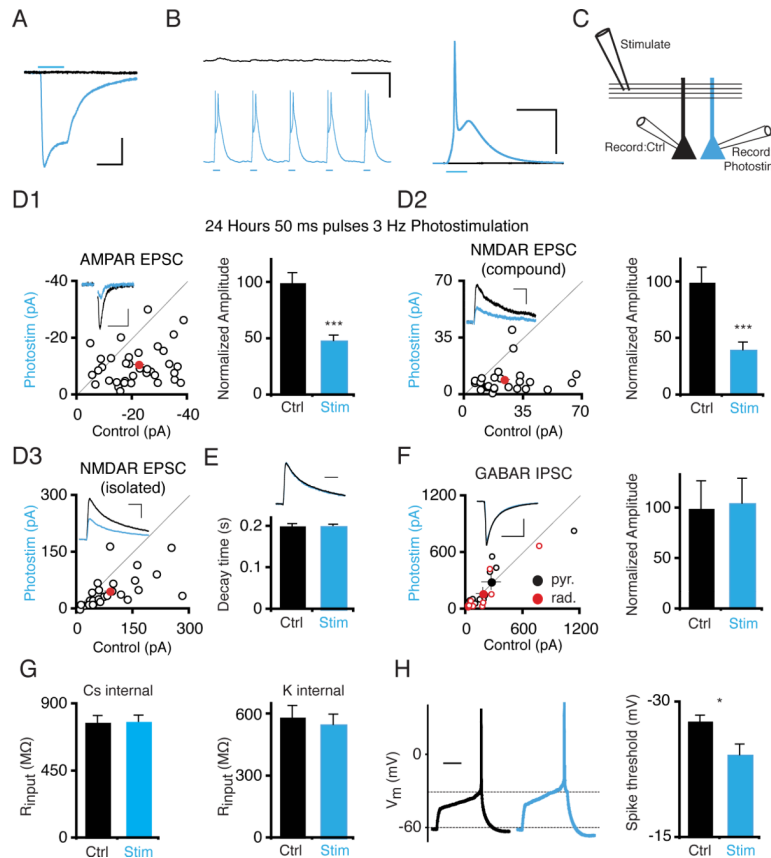 A
B
C
Stimulate
Record:Ctrl
Record
Photostim
D1
D2
24 Hours 50 ms pulses 3 Hz Photostimulation
AMPAR EPSC
-40
-20
0
0
-20
-40
Photostim (pA)
Control (pA)
Normalized Amplitude
100
50
0
***
Ctrl
Stim
NMDAR EPSC
(compound)
70
35
0
0
35
70
Photostim (pA)
Control (pA)
Normalized Amplitude
100
50
0
***
Ctrl
Stim
D3
NMDAR EPSC
(isolated)
300
150
0
0
150
300
Photostim (pA)
Control (pA)
E
Decay time (s)
0.2
0.1
0
Ctrl
Stim
F
GABAR IPSC
1200
600
0
0
600
1200
Photostim (pA)
Control (pA)
pyr.
rad.
Normalized Amplitude
100
50
0
Ctrl
Stim
G
Cs internal
900
450
0
Rinput (MΩ)
Ctrl
Stim
K internal
600
300
0
Rinput (MΩ)
Ctrl
Stim
H
0
-60
Vm (mV)
Spike threshold (mV)
-30
-15
*
Ctrl
Stim